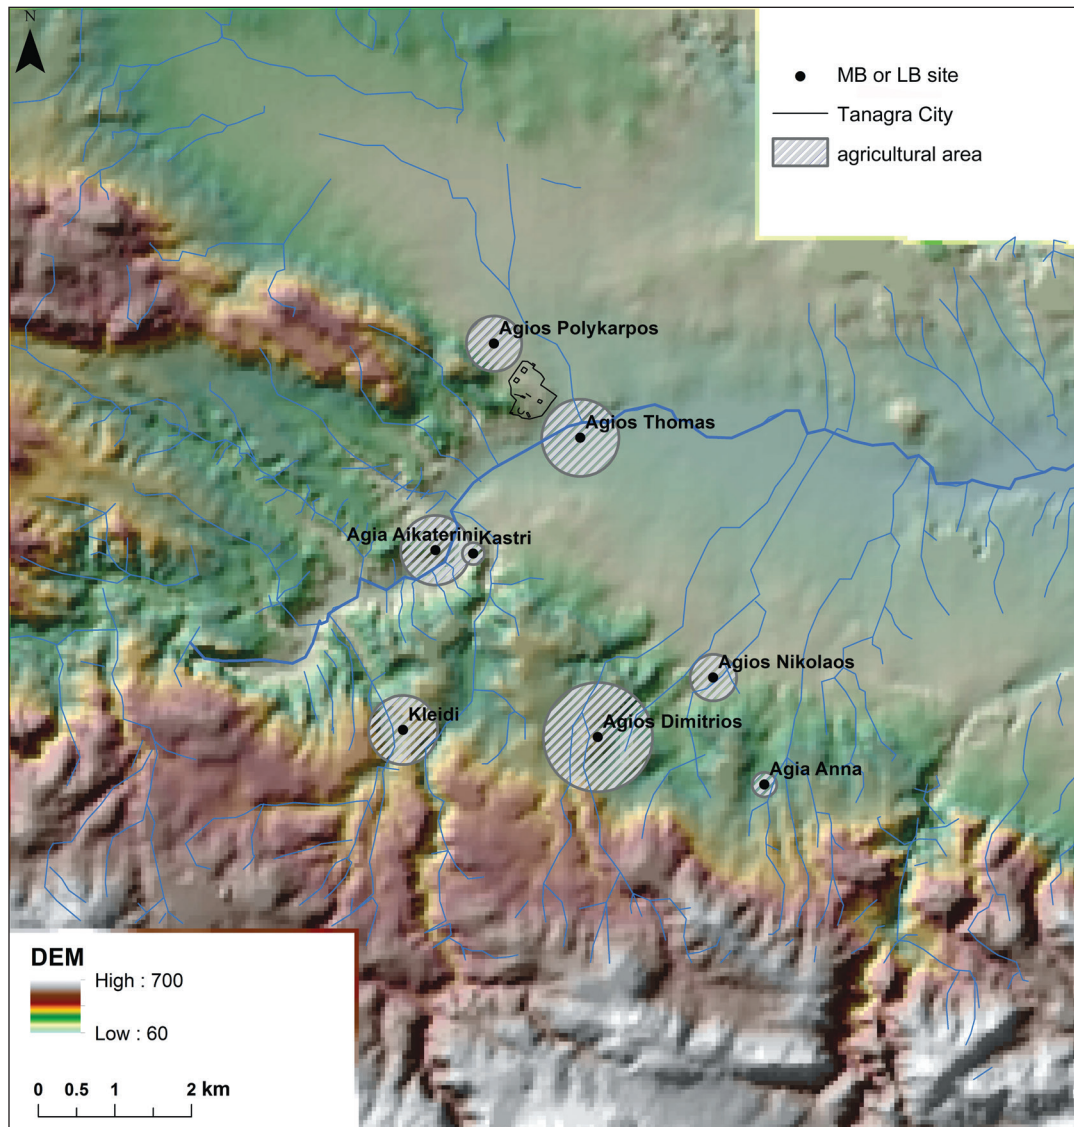 N
MB or LB site
Tanagra City
agricultural area
Agios Polykarpos
Agios Thomas
Agia Aikaterini
Kastri
Agios Nikolaos
Kleidi
Agios Dimitrios
Agia Anna
DEM
High : 700
Low : 60
0 0.5 1 2 km